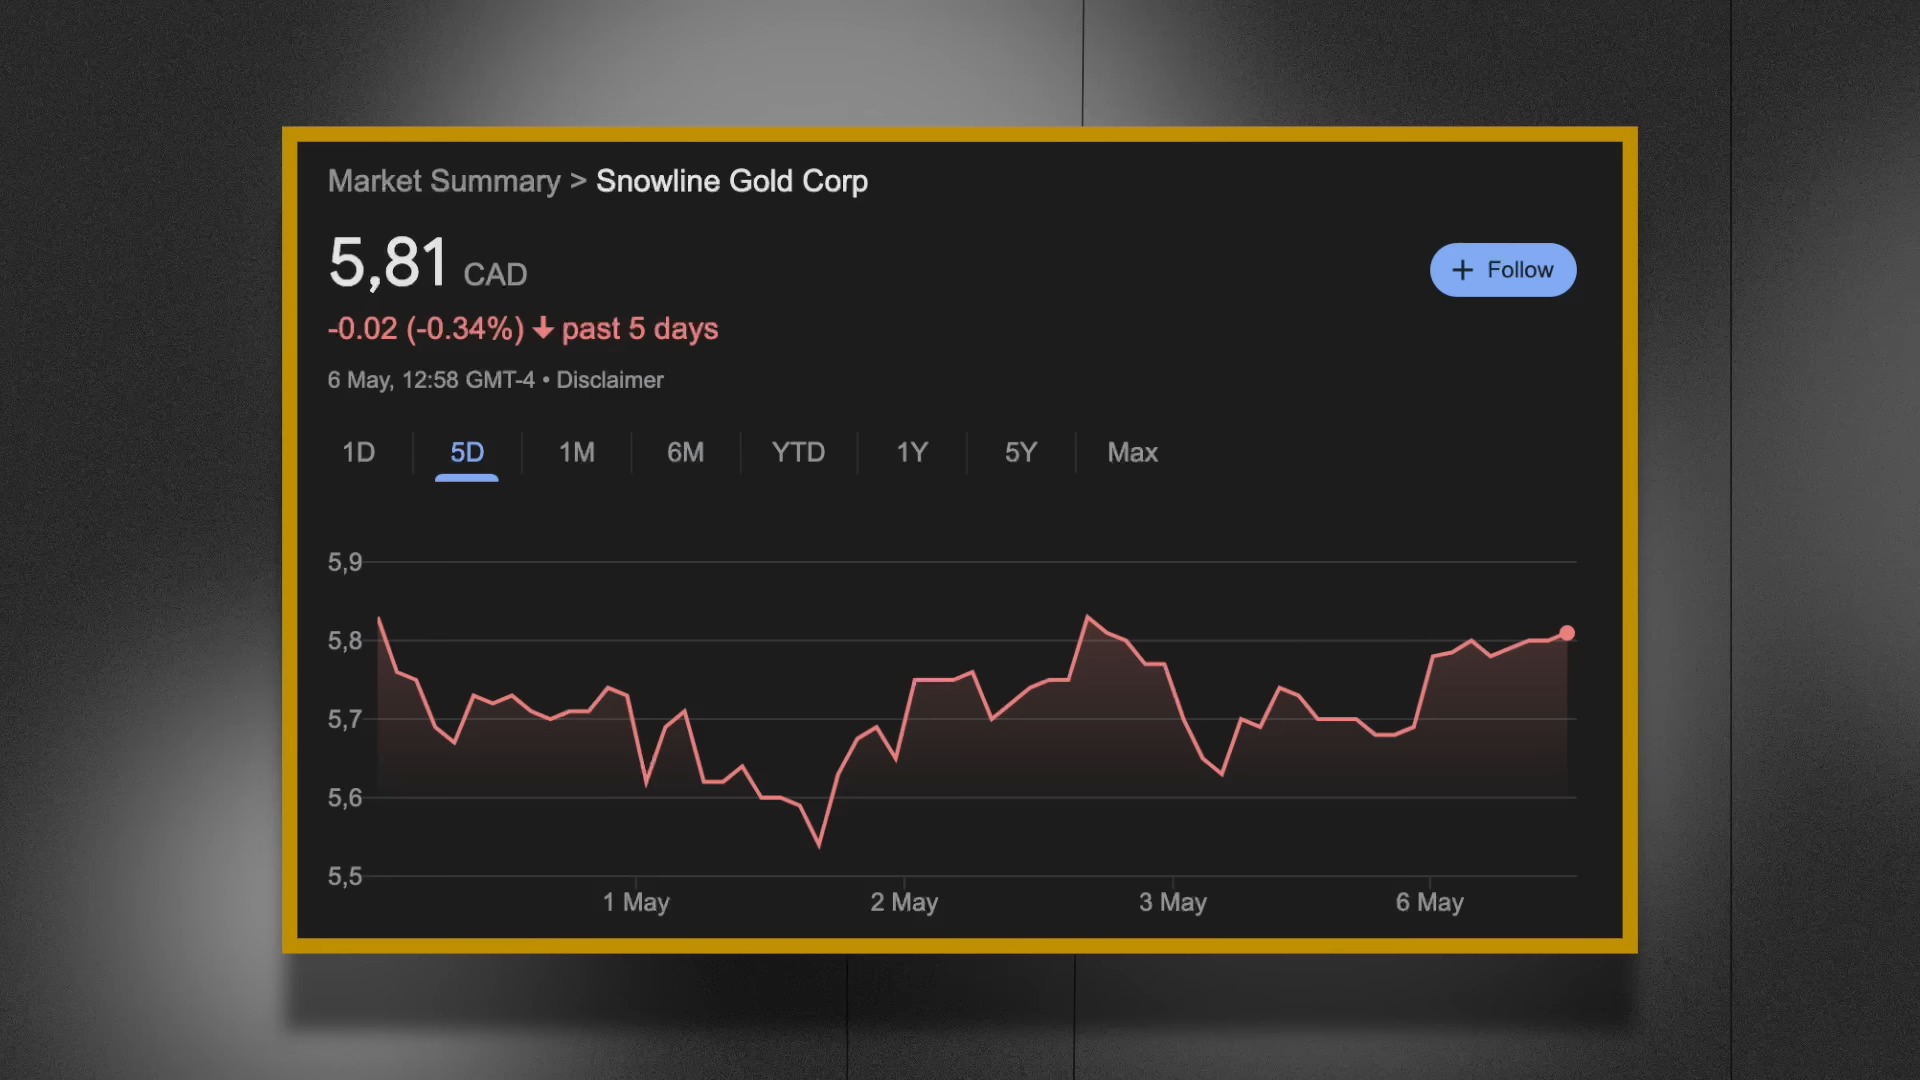 Market Summary > Snowline Gold Corp
5,81 CAD
+ Follow
-0.02 (-0.34%) ↓ past 5 days
6 May, 12:58 GMT-4 • Disclaimer
1D 5D 1M 6M YTD 1Y 5Y Max
5,9
5,8
5,7
5,6
5,5
1 May 2 May 3 May 6 May